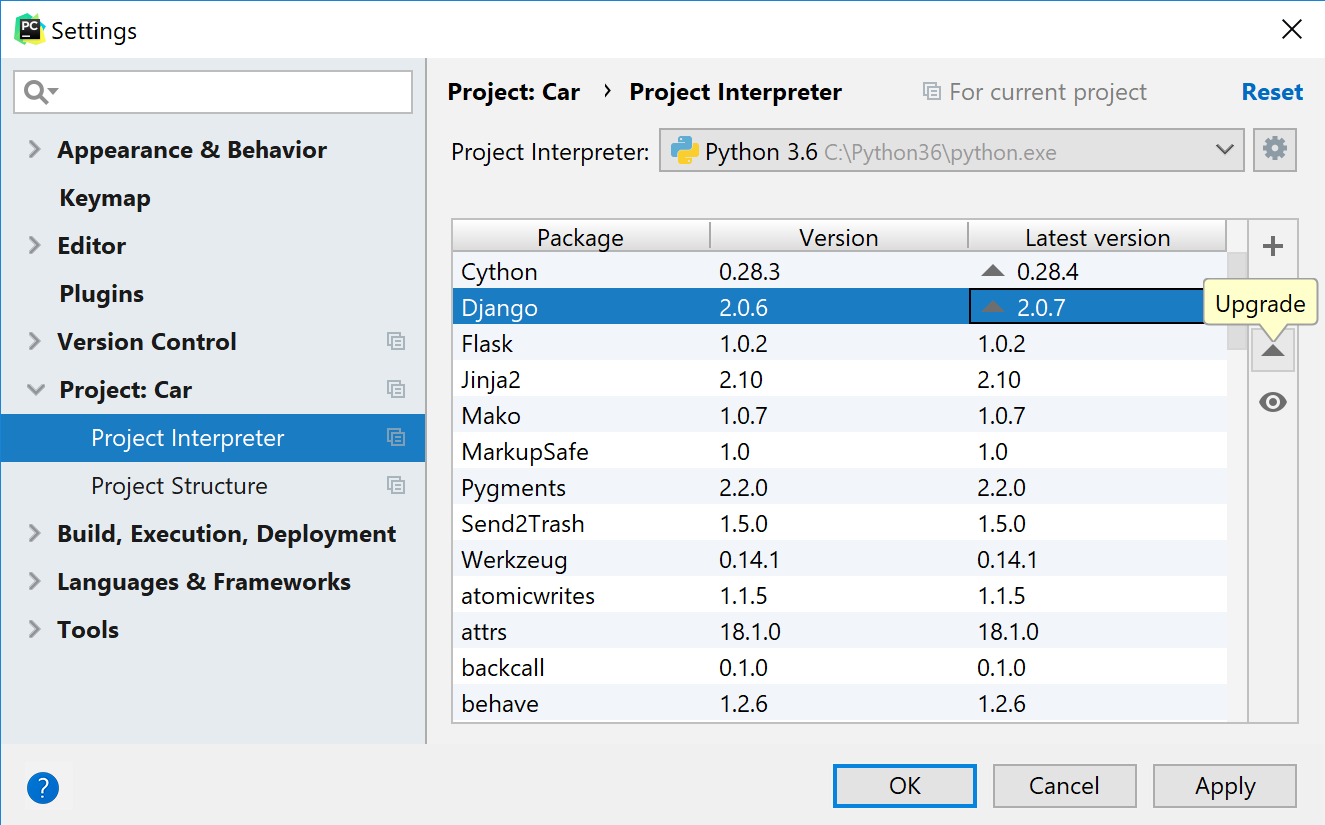 PC Settings
Appearance & Behavior
Keymap
Editor
Plugins
Version Control
Project: Car
Project Interpreter
Project Structure
Build, Execution, Deployment
Languages & Frameworks
Tools
?
Project: Car › Project Interpreter For current project Reset
Project Interpreter: Python 3.6 C:\Python36\python.exe
Package Version Latest version
Cython 0.28.3 0.28.4
Django 2.0.6 2.0.7
Upgrade
Flask 1.0.2 1.0.2
Jinja2 2.10 2.10
Mako 1.0.7 1.0.7
MarkupSafe 1.0 1.0
Pygments 2.2.0 2.2.0
Send2Trash 1.5.0 1.5.0
Werkzeug 0.14.1 0.14.1
atomicwrites 1.1.5 1.1.5
attrs 18.1.0 18.1.0
backcall 0.1.0 0.1.0
behave 1.2.6 1.2.6
OK Cancel Apply